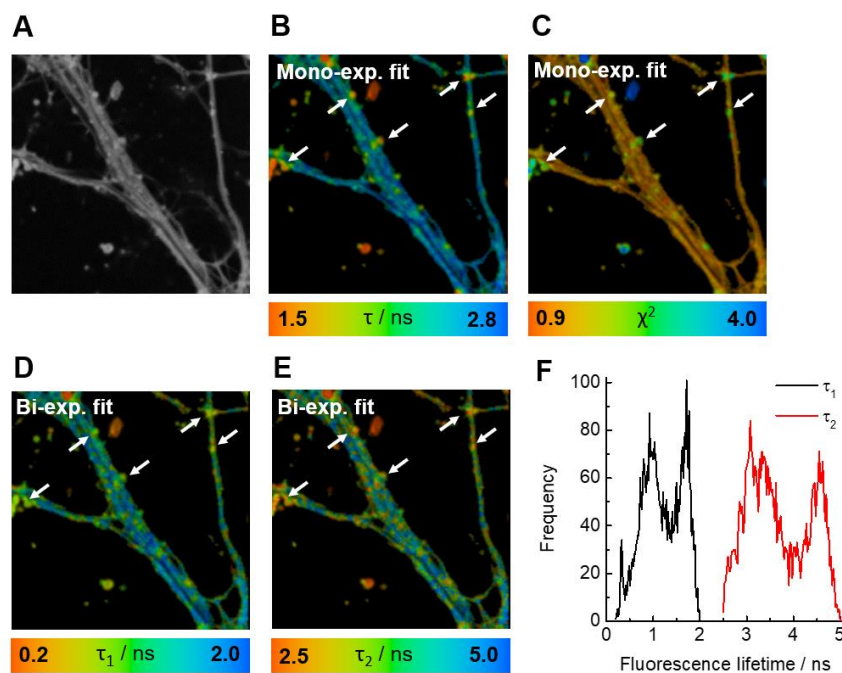 A
B
C
Mono-exp. fit
Mono-exp. fit
1.5 τ / ns 2.8
0.9 χ² 4.0
D
E
F
Bi-exp. fit
Bi-exp. fit
0.2 τ₁ / ns 2.0
2.5 τ₂ / ns 5.0
τ₁
τ₂
100
80
60
40
20
0
Frequency
0 1 2 3 4 5
Fluorescence lifetime / ns